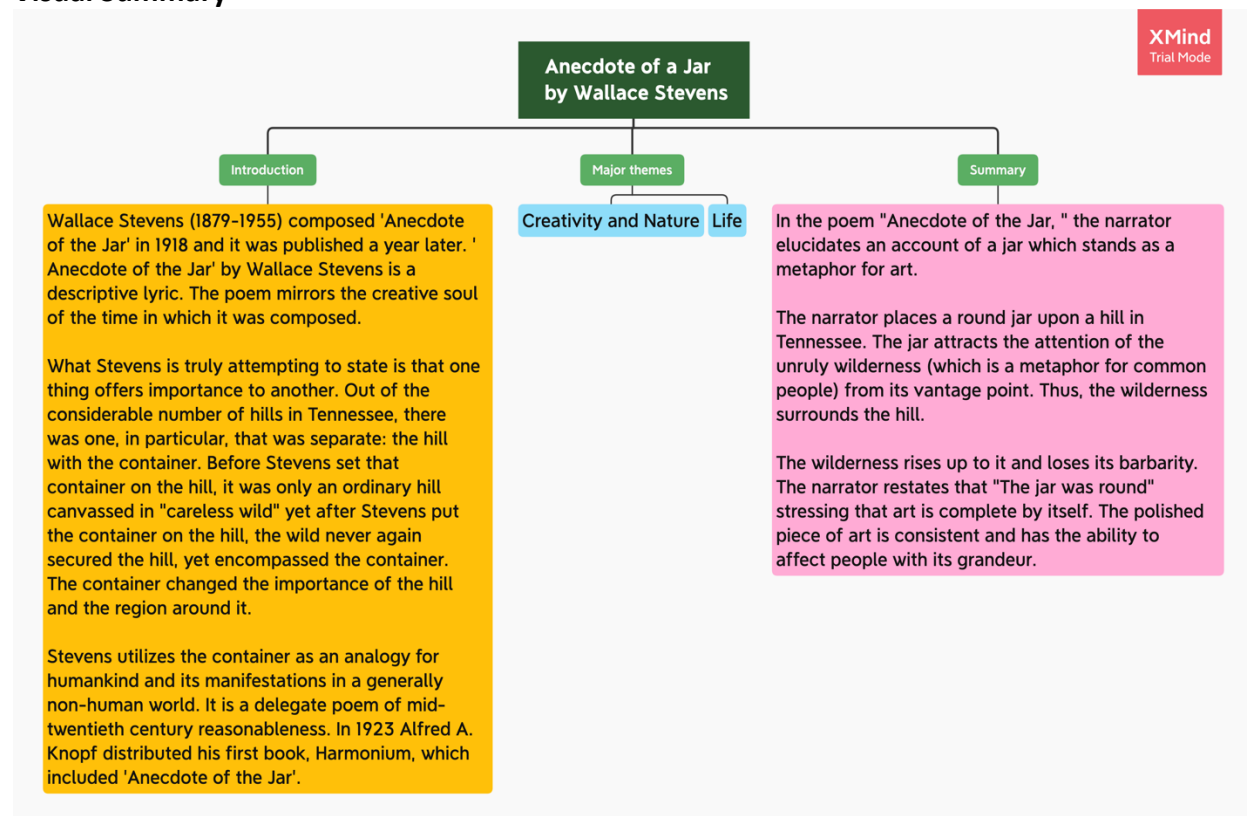 Visual Summary
XMind
Trial Mode
Anecdote of a Jar
by Wallace Stevens
Introduction
Major themes
Summary
Wallace Stevens (1879-1955) composed 'Anecdote
of the Jar' in 1918 and it was published a year later. '
Anecdote of the Jar' by Wallace Stevens is a
descriptive lyric. The poem mirrors the creative soul
of the time in which it was composed.
What Stevens is truly attempting to state is that one
thing offers importance to another. Out of the
considerable number of hills in Tennessee, there
was one, in particular, that was separate: the hill
with the container. Before Stevens set that
container on the hill, it was only an ordinary hill
canvassed in "careless wild" yet after Stevens put
the container on the hill, the wild never again
secured the hill, yet encompassed the container.
The container changed the importance of the hill
and the region around it.
Stevens utilizes the container as an analogy for
humankind and its manifestations in a generally
non-human world. It is a delegate poem of mid-
twentieth century reasonableness. In 1923 Alfred A.
Knopf distributed his first book, Harmonium, which
included 'Anecdote of the Jar'.
Creativity and Nature
Life
In the poem "Anecdote of the Jar, " the narrator
elucidates an account of a jar which stands as a
metaphor for art.
The narrator places a round jar upon a hill in
Tennessee. The jar attracts the attention of the
unruly wilderness (which is a metaphor for common
people) from its vantage point. Thus, the wilderness
surrounds the hill.
The wilderness rises up to it and loses its barbarity.
The narrator restates that "The jar was round"
stressing that art is complete by itself. The polished
piece of art is consistent and has the ability to
affect people with its grandeur.